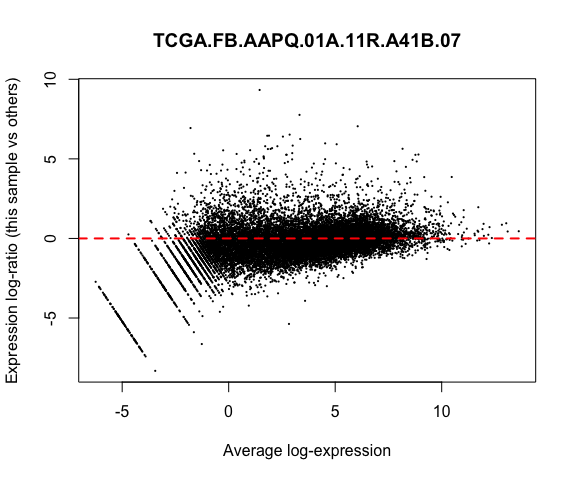 TCGA.FB.AAPQ.01A.11R.A41B.07
Expression log-ratio (this sample vs others)
10
5
0
-5
-5
0
5
10
Average log-expression